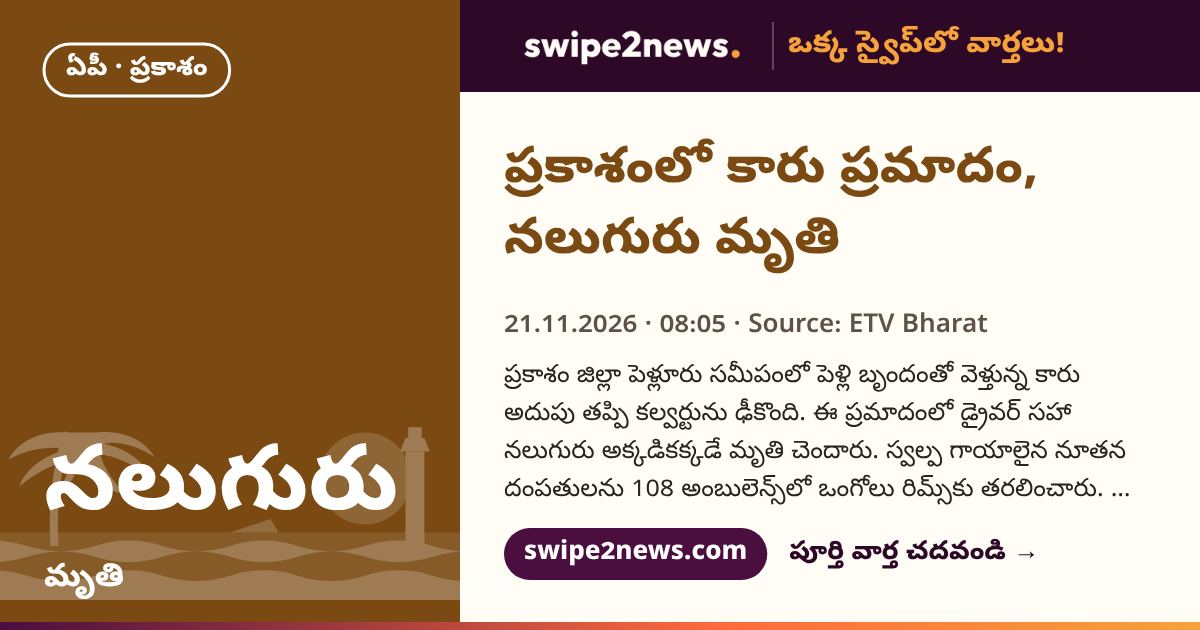 ఏపీ · ప్రకాశం
swipe2news.
ఒక్క స్వైప్‌లో వార్తలు!
ప్రకాశంలో కారు ప్రమాదం,
నలుగురు మృతి
21.11.2026 · 08:05 · Source: ETV Bharat
ప్రకాశం జిల్లా పెళ్లూరు సమీపంలో పెళ్లి బృందంతో వెళ్తున్న కారు
అదుపు తప్పి కల్వర్టును ఢీకొంది. ఈ ప్రమాదంలో డ్రైవర్ సహా
నలుగురు అక్కడికక్కడే మృతి చెందారు. స్వల్ప గాయాలైన నూతన
దంపతులను 108 అంబులెన్స్‌లో ఒంగోలు రిమ్స్‌కు తరలించారు. ...
నలుగురు
మృతి
swipe2news.com
పూర్తి వార్త చదవండి →